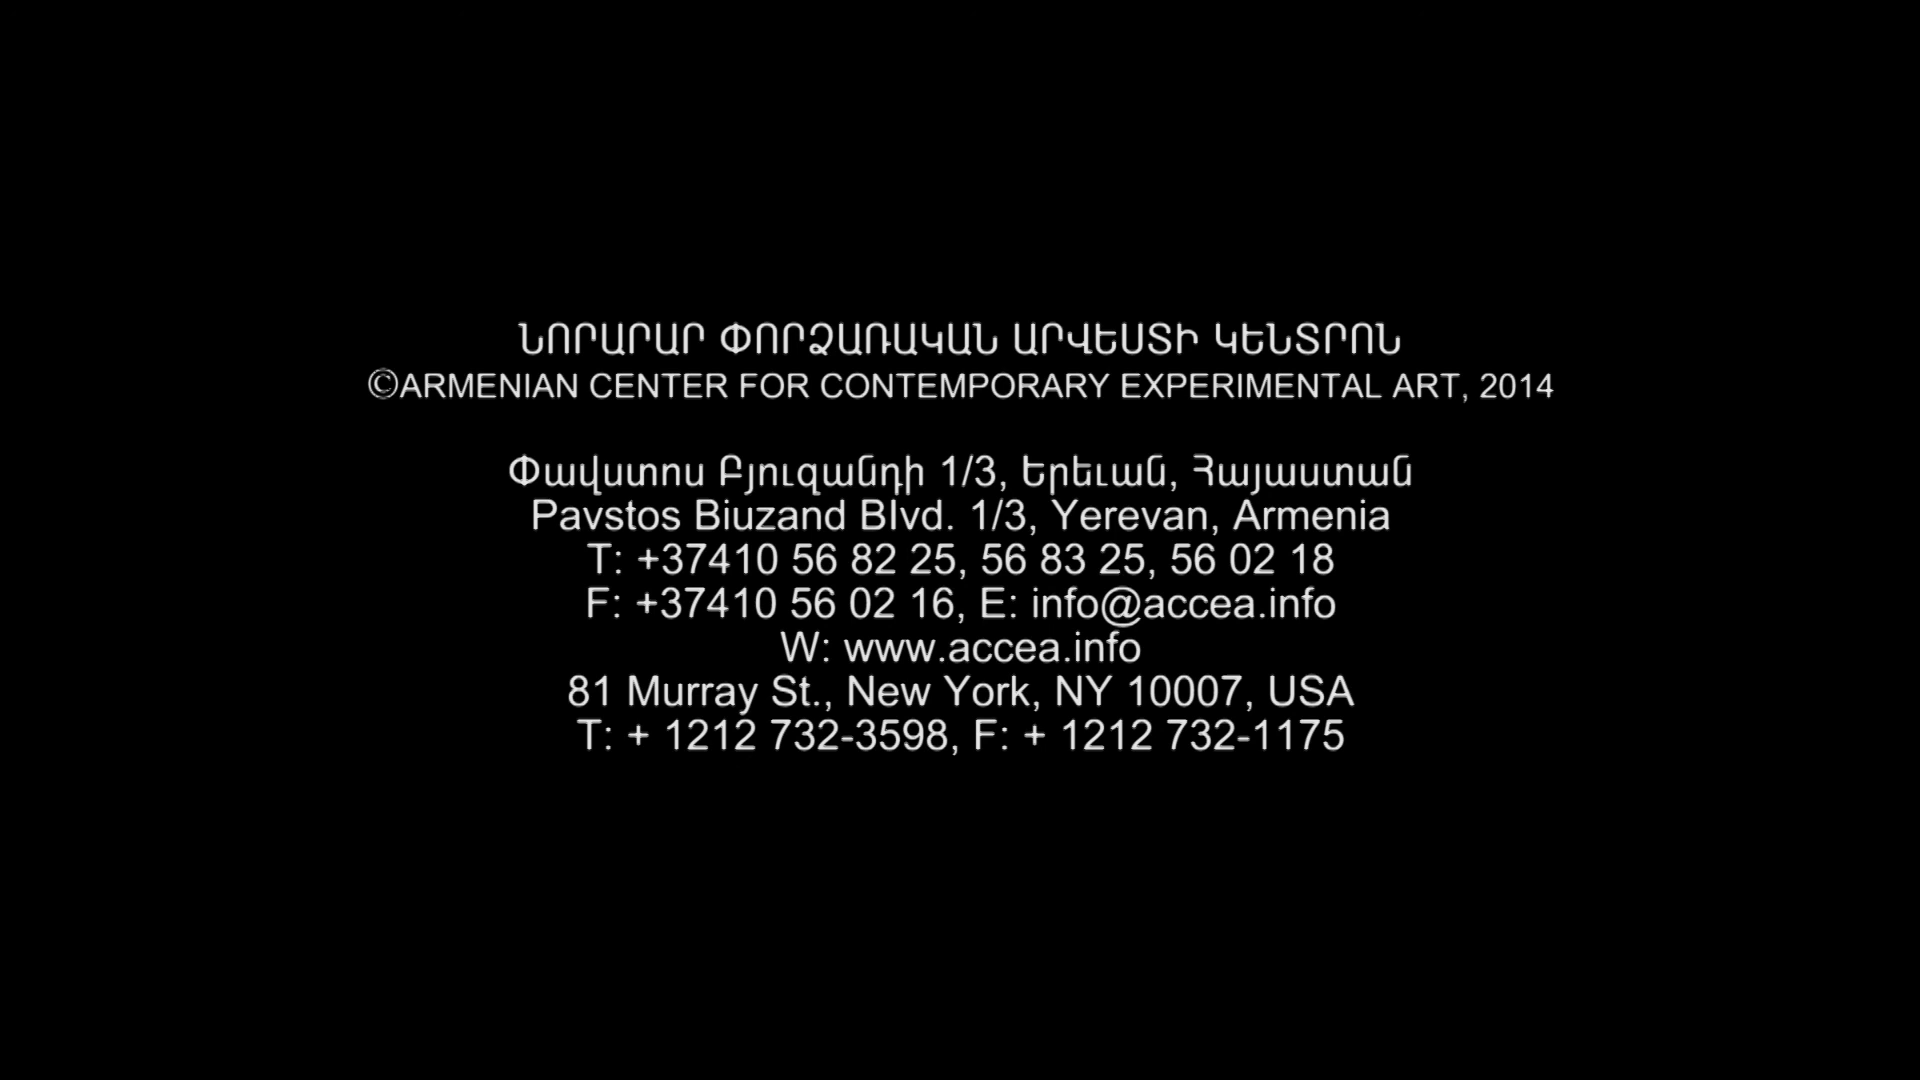 ՆՈՐԱՐԱՐ ՓՈՐՁԱՌԱԿԱՆ ԱՐՎԵՍՏԻ ԿԵՆՏՐՈՆ
©ARMENIAN CENTER FOR CONTEMPORARY EXPERIMENTAL ART, 2014
Փավստոս Բյուզանդի 1/3, Երեւան, Հայաստան
Pavstos Biuzand Blvd. 1/3, Yerevan, Armenia
T: +37410 56 82 25, 56 83 25, 56 02 18
F: +37410 56 02 16, E: info@accea.info
W: www.accea.info
81 Murray St., New York, NY 10007, USA
T: + 1212 732-3598, F: + 1212 732-1175